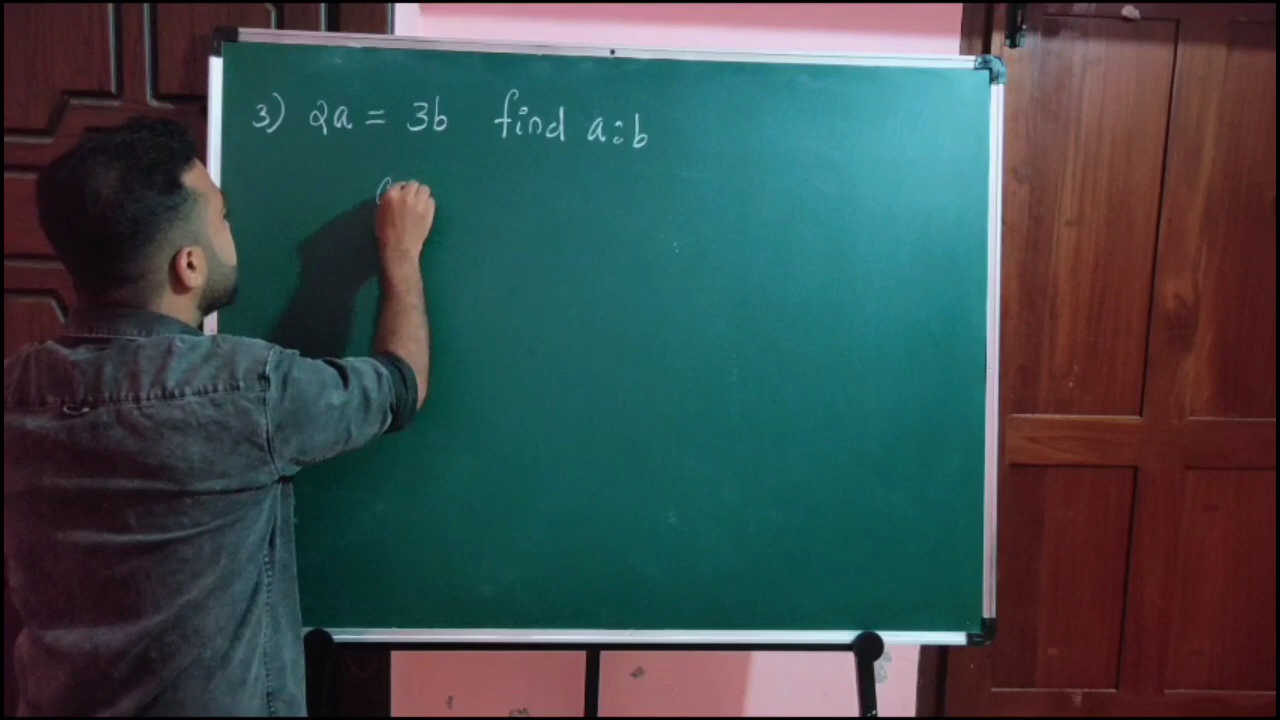 3) 2a = 3b find a:b